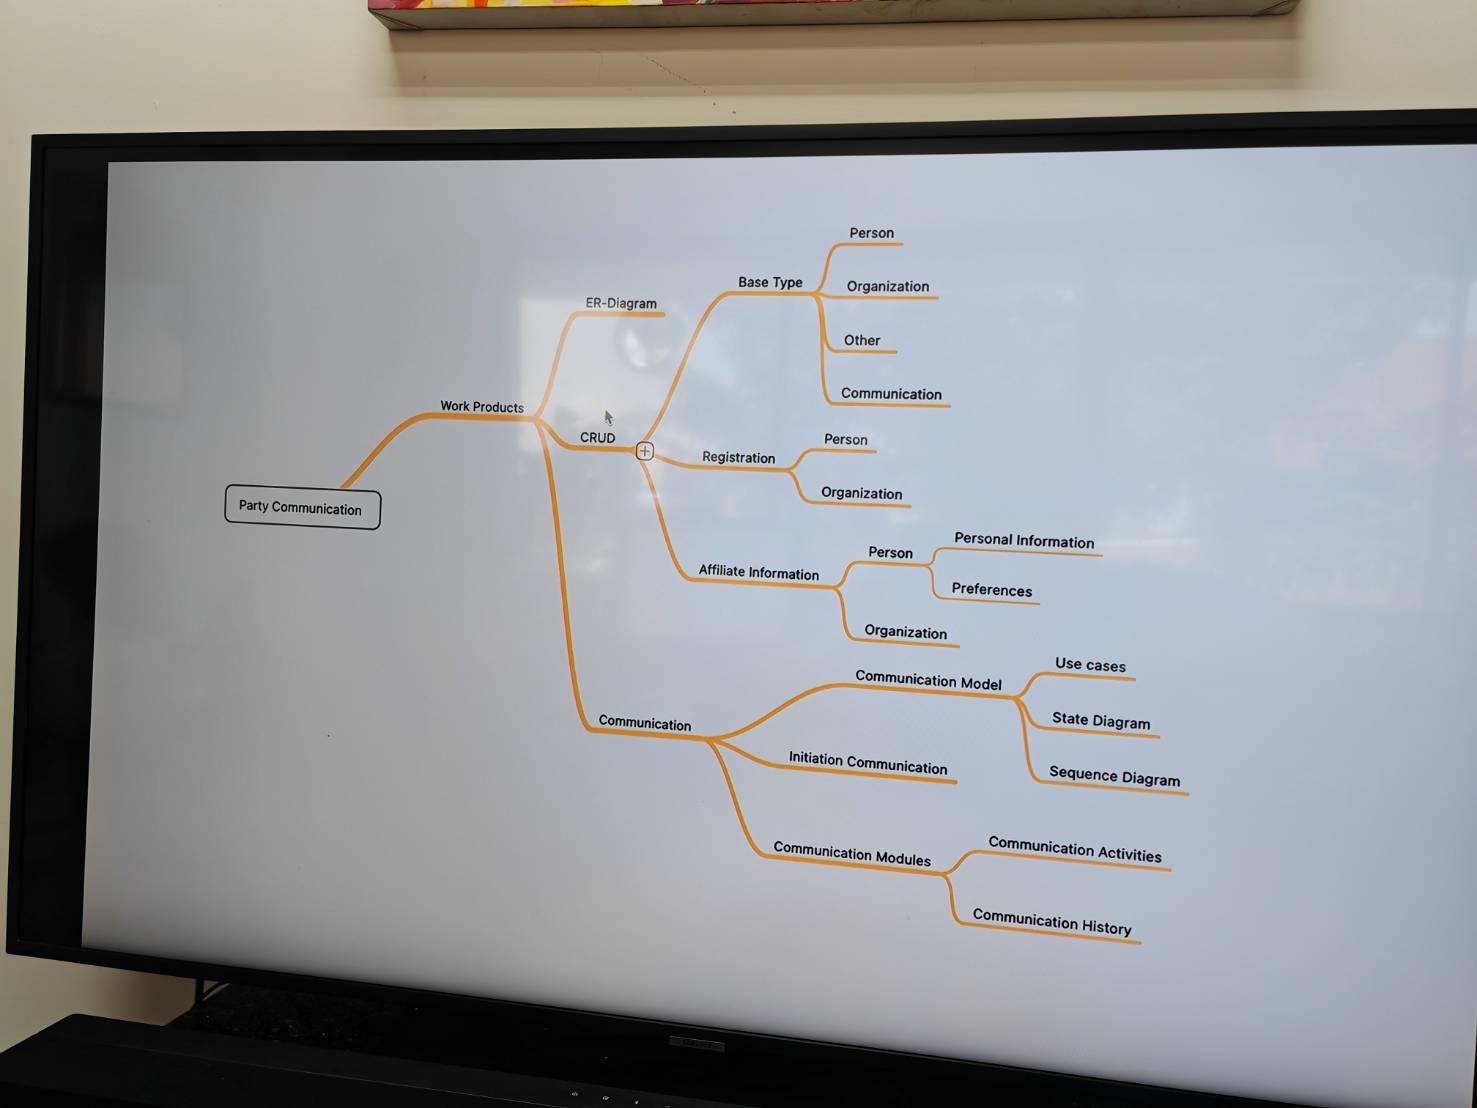 Person
Base Type
Organization
ER-Diagram
Other
Communication
Work Products
CRUD
Person
Registration
Organization
Party Communication
Personal Information
Person
Affiliate Information
Preferences
Organization
Use cases
Communication Model
State Diagram
Communication
Initiation Communication
Sequence Diagram
Communication Activities
Communication Modules
Communication History